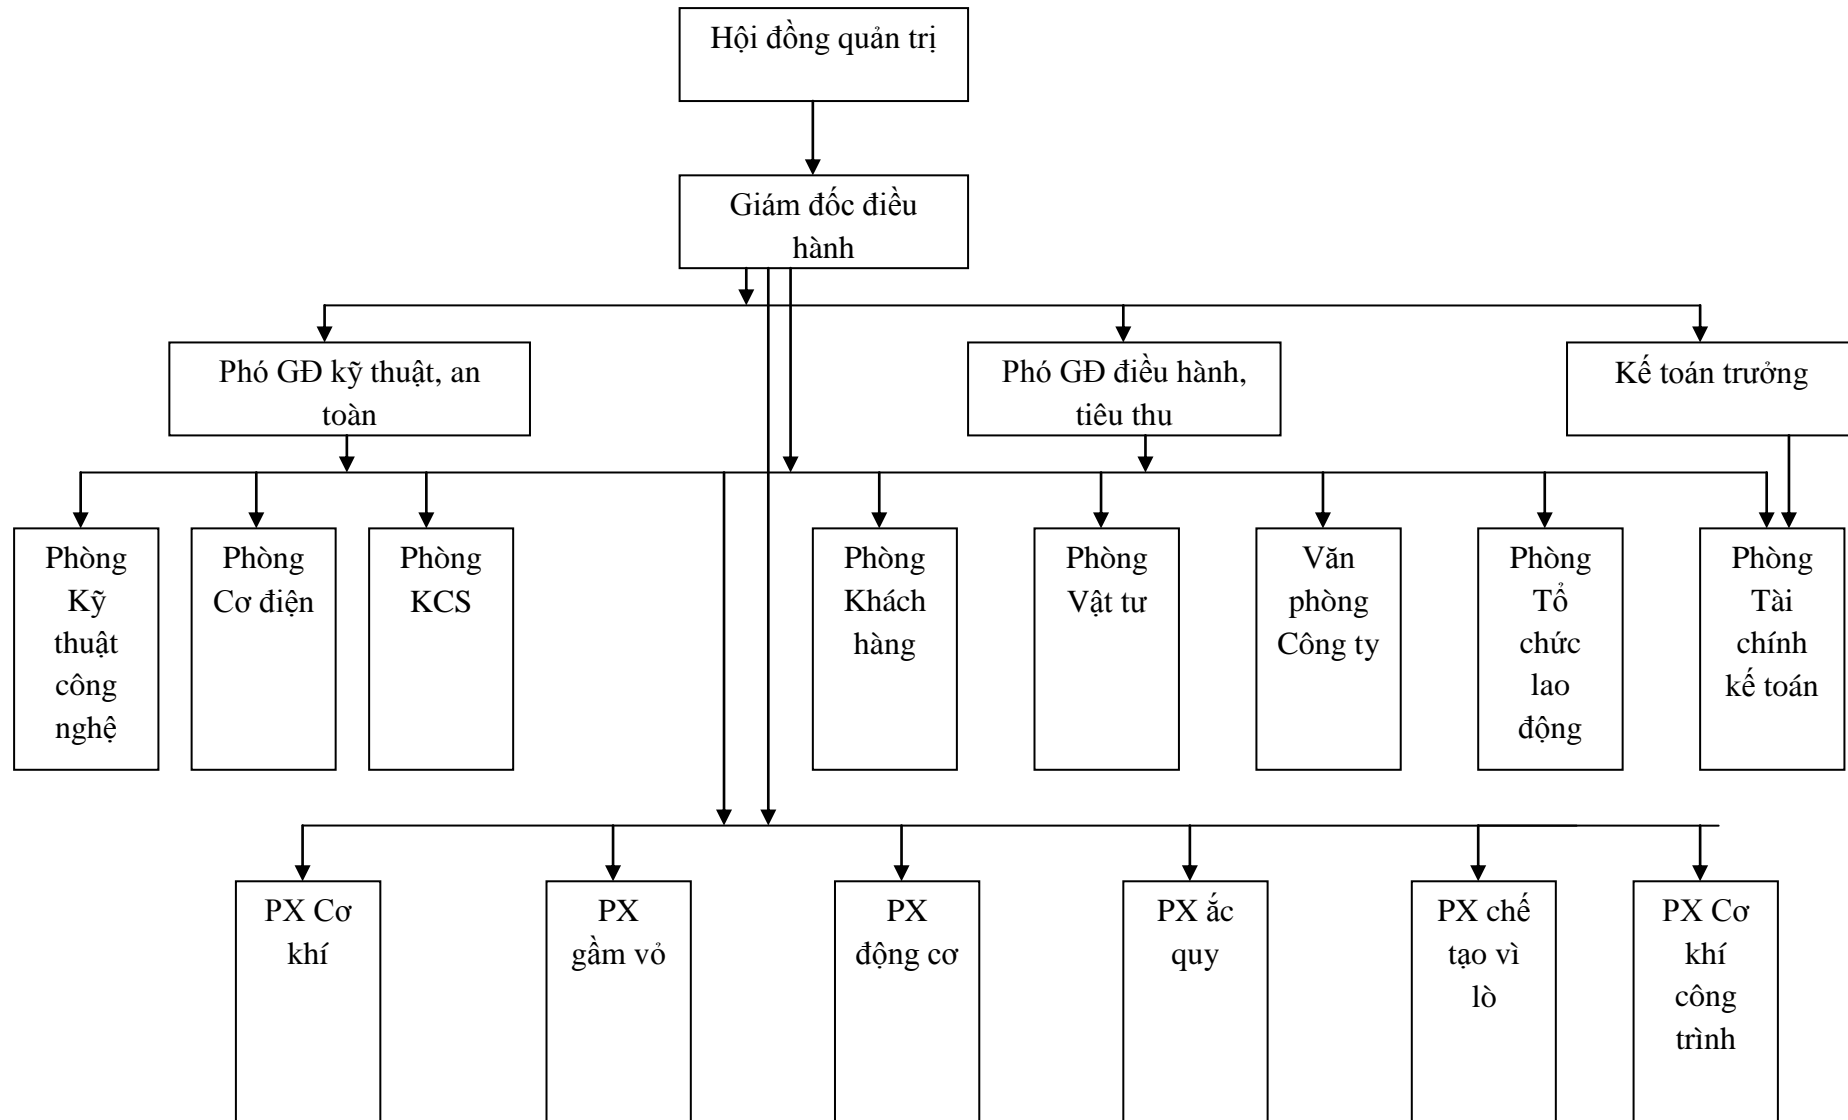 Hội đồng quản trị
Giám đốc điều
hành
Phó GĐ kỹ thuật, an
toàn
Phó GĐ điều hành,
tiêu thu
Kế toán trưởng
Phòng
Kỹ
thuật
công
nghệ
Phòng
Cơ điện
Phòng
KCS
Phòng
Khách
hàng
Phòng
Vật tư
Văn
phòng
Công ty
Phòng
Tổ
chức
lao
động
Phòng
Tài
chính
kế toán
PX Cơ
khí
PX
gầm vỏ
PX
động cơ
PX ắc
quy
PX chế
tạo vì
lò
PX Cơ
khí
công
trình